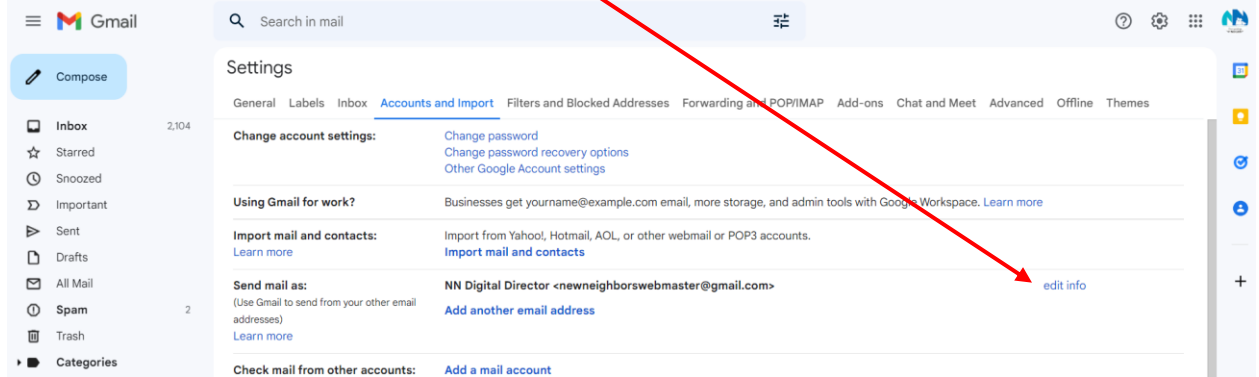 Gmail
Search in mail
Compose
Inbox 2,104
Starred
Snoozed
Important
Sent
Drafts
All Mail
Spam 2
Trash
Categories
Settings
General Labels Inbox Accounts and Import Filters and Blocked Addresses Forwarding and POP/IMAP Add-ons Chat and Meet Advanced Offline Themes
Change account settings:
Change password
Change password recovery options
Other Google Account settings
Using Gmail for work?
Businesses get yourname@example.com email, more storage, and admin tools with Google Workspace. Learn more
Import mail and contacts:
Learn more
Import from Yahoo!, Hotmail, AOL, or other webmail or POP3 accounts.
Import mail and contacts
Send mail as:
(Use Gmail to send from your other email
addresses)
Learn more
NN Digital Director <newneighborswebmaster@gmail.com>
edit info
Add another email address
Check mail from other accounts:
Add a mail account
31